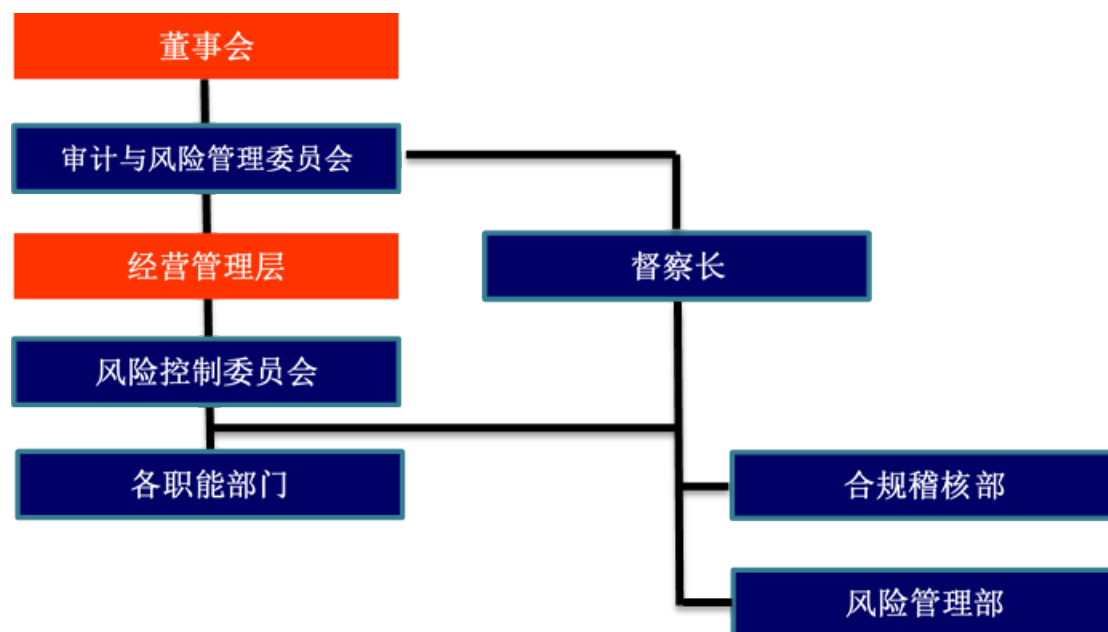 董事会
审计与风险管理委员会
经营管理层
督察长
风险控制委员会
各职能部门
合规稽核部
风险管理部